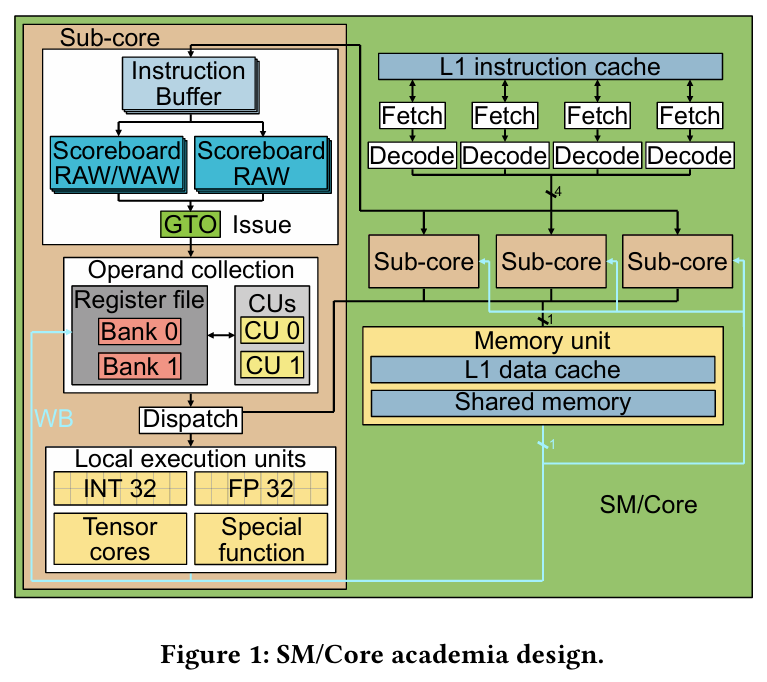 Sub-core
Instruction
Buffer
Scoreboard
RAW/WAW
Scoreboard
RAW
GTO
Issue
Operand collection
Register file
Bank 0
Bank 1
CUs
CU 0
CU 1
WB
Dispatch
Local execution units
INT 32
FP 32
Tensor
cores
Special
function
L1 instruction cache
Fetch
Fetch
Fetch
Fetch
Decode
Decode
Decode
Decode
4
Sub-core
Sub-core
Sub-core
1
Memory unit
L1 data cache
Shared memory
1
SM/Core
Figure 1: SM/Core academia design.